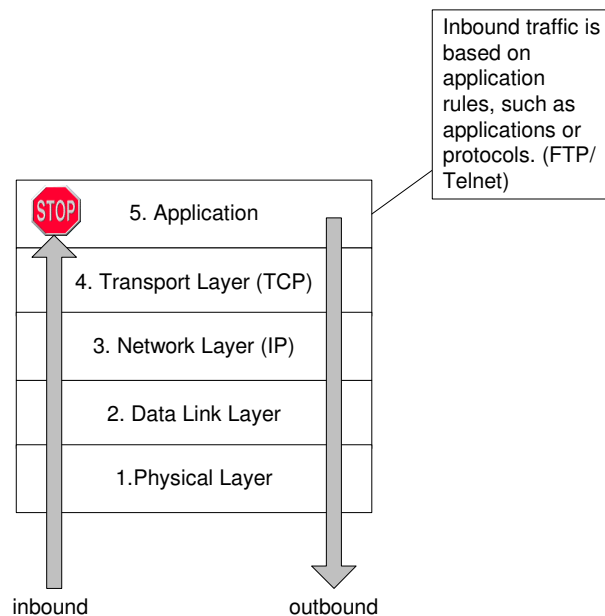 Inbound traffic is
based on
application
rules, such as
applications or
protocols. (FTP/
Telnet)
STOP
5. Application
4. Transport Layer (TCP)
3. Network Layer (IP)
2. Data Link Layer
1.Physical Layer
inbound
outbound